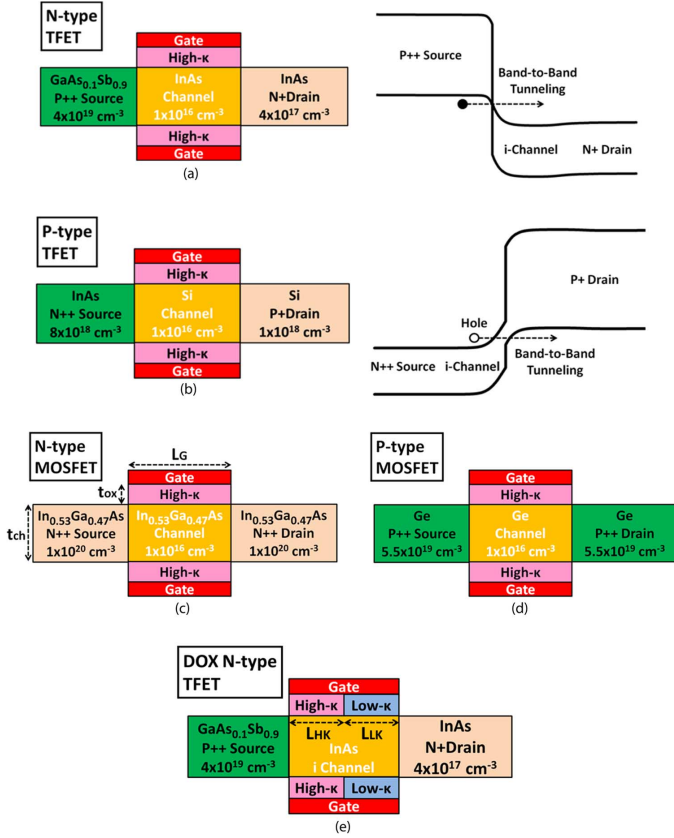 N-type
TFET
Gate
High-κ
GaAs0.1Sb0.9
P++ Source
4x10^19 cm^-3
InAs
Channel
1x10^16 cm^-3
InAs
N+Drain
4x10^17 cm^-3
High-κ
Gate
(a)
P++ Source
Band-to-Band
Tunneling
i-Channel
N+ Drain
P-type
TFET
Gate
High-κ
InAs
N++ Source
8x10^18 cm^-3
Si
Channel
1x10^16 cm^-3
Si
P+Drain
1x10^18 cm^-3
High-κ
Gate
(b)
P+ Drain
Hole
N++ Source
i-Channel
Band-to-Band
Tunneling
N-type
MOSFET
LG
tox
Gate
High-κ
tch
In0.53Ga0.47As
N++ Source
1x10^20 cm^-3
In0.53Ga0.47As
Channel
1x10^16 cm^-3
In0.53Ga0.47As
N++ Drain
1x10^20 cm^-3
High-κ
Gate
(c)
P-type
MOSFET
Gate
High-κ
Ge
P++ Source
5.5x10^19 cm^-3
Ge
Channel
1x10^16 cm^-3
Ge
P++ Drain
5.5x10^19 cm^-3
High-κ
Gate
(d)
DOX N-type
TFET
Gate
High-κ
Low-κ
GaAs0.1Sb0.9
P++ Source
4x10^19 cm^-3
LHK
LLK
InAs
i Channel
InAs
N+Drain
4x10^17 cm^-3
High-κ
Low-κ
Gate
(e)